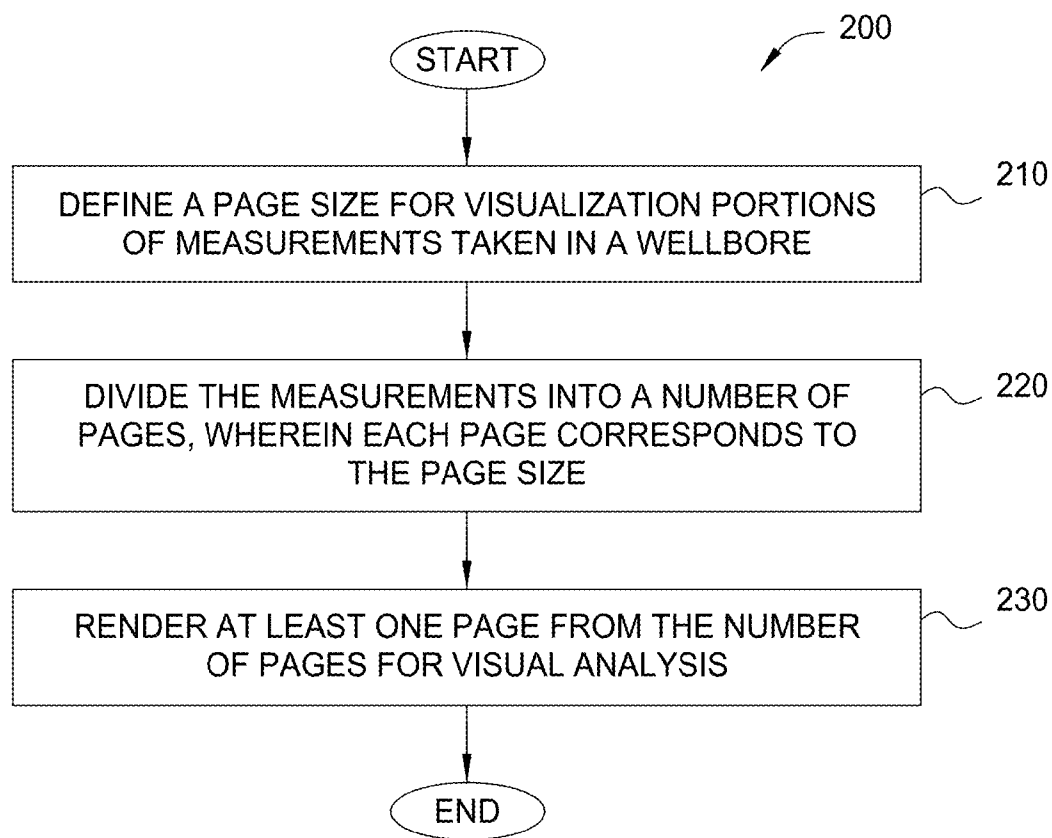 200
START
210
DEFINE A PAGE SIZE FOR VISUALIZATION PORTIONS
OF MEASUREMENTS TAKEN IN A WELLBORE
220
DIVIDE THE MEASUREMENTS INTO A NUMBER OF
PAGES, WHEREIN EACH PAGE CORRESPONDS TO
THE PAGE SIZE
230
RENDER AT LEAST ONE PAGE FROM THE NUMBER
OF PAGES FOR VISUAL ANALYSIS
END